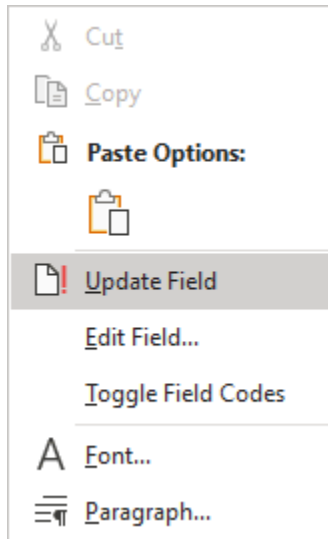 Cut
Copy
Paste Options:
Update Field
Edit Field...
Toggle Field Codes
A Font...
Paragraph...